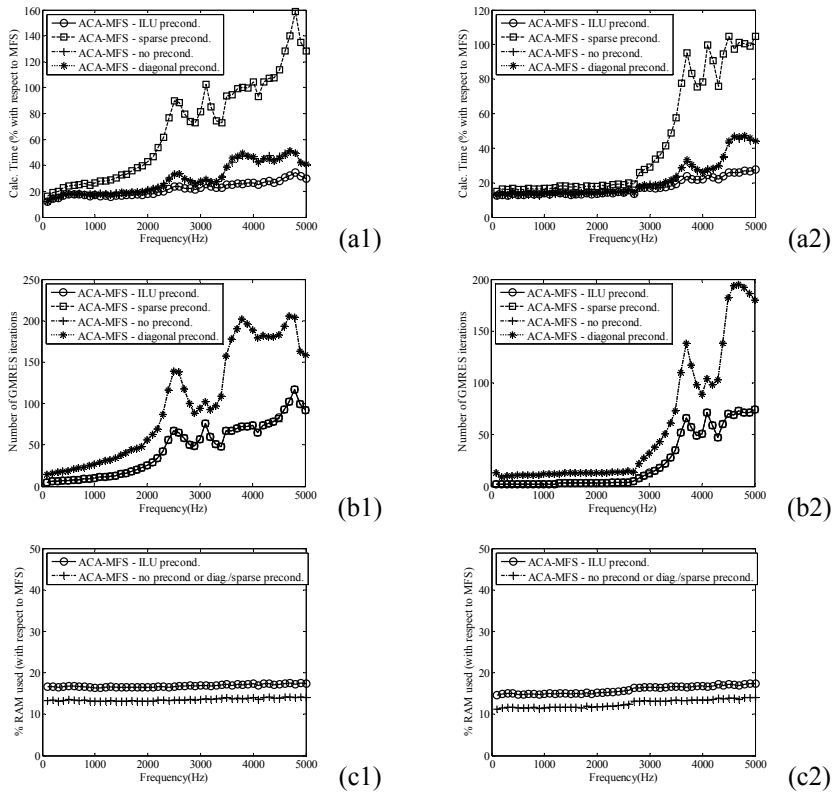 160
140
120
100
80
60
40
20
0
Calc. Time (% with respect to MFS)
ACA-MFS - ILU precond.
ACA-MFS - sparse precond.
ACA-MFS - no precond.
ACA-MFS - diagonal precond.
0 1000 2000 3000 4000 5000
Frequency(Hz)
(a1)
120
100
80
60
40
20
0
Calc. Time (% with respect to MFS)
ACA-MFS - ILU precond.
ACA-MFS - sparse precond.
ACA-MFS - no precond.
ACA-MFS - diagonal precond.
0 1000 2000 3000 4000 5000
Frequency(Hz)
(a2)
250
200
150
100
50
0
Number of GMRES iterations
ACA-MFS - ILU precond.
ACA-MFS - sparse precond.
ACA-MFS - no precond.
ACA-MFS - diagonal precond.
0 1000 2000 3000 4000 5000
Frequency(Hz)
(b1)
200
150
100
50
0
Number of GMRES iterations
ACA-MFS - ILU precond.
ACA-MFS - sparse precond.
ACA-MFS - no precond.
ACA-MFS - diagonal precond.
0 1000 2000 3000 4000 5000
Frequency(Hz)
(b2)
50
40
30
20
10
0
% RAM used (with respect to MFS)
ACA-MFS - ILU precond.
ACA-MFS - no precond or diag./sparse precond.
0 1000 2000 3000 4000 5000
Frequency(Hz)
(c1)
50
40
30
20
10
0
% RAM used (with respect to MFS)
ACA-MFS - ILU precond.
ACA-MFS - no precond or diag./sparse precond.
0 1000 2000 3000 4000 5000
Frequency(Hz)
(c2)